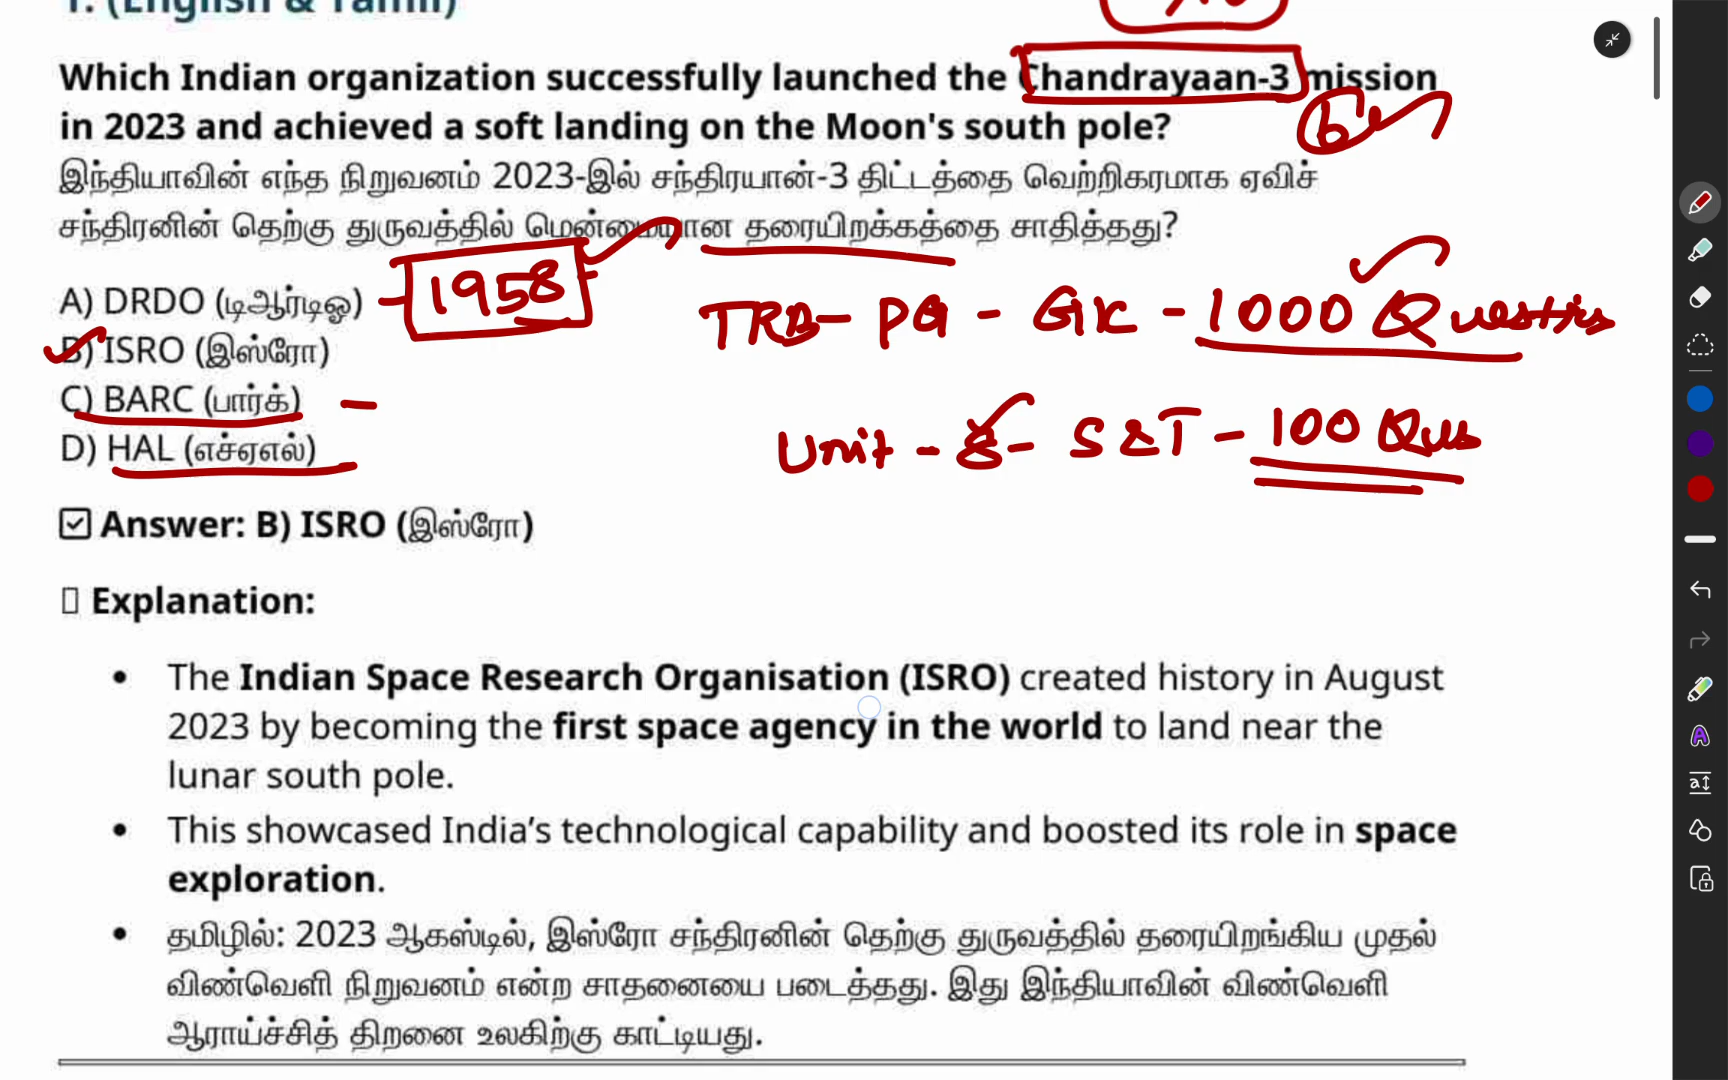 1. (English & Tamil)
Which Indian organization successfully launched the Chandrayaan-3 mission
in 2023 and achieved a soft landing on the Moon's south pole?
b
இந்தியாவின் எந்த நிறுவனம் 2023-இல் சந்திரயான்-3 திட்டத்தை வெற்றிகரமாக ஏவிச்
சந்திரனின் தெற்கு துருவத்தில் மென்மையான தரையிறக்கத்தை சாதித்தது?
A) DRDO (டிஆர்டிஓ) - 1958
TRB - PG - GK - 1000 Questions
B) ISRO (இஸ்ரோ)
C) BARC (பார்க்) -
Unit - 8 - S & T - 100 Ques
D) HAL (எச்ஏஎல்)
Answer: B) ISRO (இஸ்ரோ)
Explanation:
• The Indian Space Research Organisation (ISRO) created history in August
2023 by becoming the first space agency in the world to land near the
lunar south pole.
• This showcased India’s technological capability and boosted its role in space
exploration.
• தமிழில்: 2023 ஆகஸ்டில், இஸ்ரோ சந்திரனின் தெற்கு துருவத்தில் தரையிறங்கிய முதல்
விண்வெளி நிறுவனம் என்ற சாதனையை படைத்தது. இது இந்தியாவின் விண்வெளி
ஆராய்ச்சித் திறனை உலகிற்கு காட்டியது.